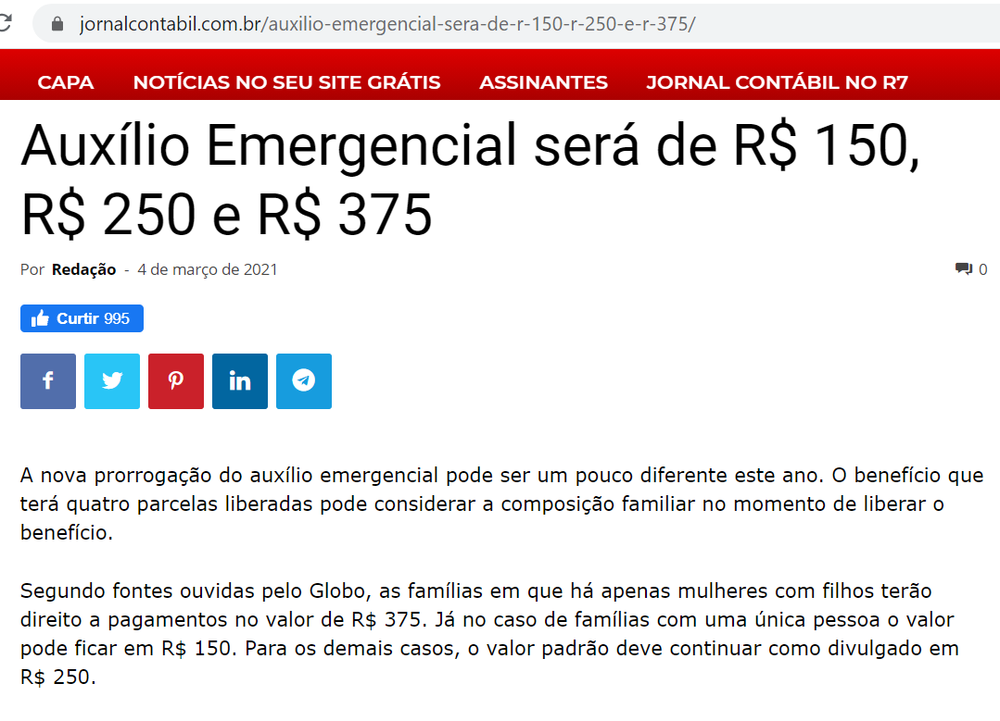 jornalcontabil.com.br/auxilio-emergencial-sera-de-r-150-r-250-e-r-375/
CAPA NOTÍCIAS NO SEU SITE GRÁTIS ASSINANTES JORNAL CONTÁBIL NO R7
Auxílio Emergencial será de R$ 150,
R$ 250 e R$ 375
Por Redação - 4 de março de 2021 0
Curtir 995
A nova prorrogação do auxílio emergencial pode ser um pouco diferente este ano. O benefício que
terá quatro parcelas liberadas pode considerar a composição familiar no momento de liberar o
benefício.
Segundo fontes ouvidas pelo Globo, as famílias em que há apenas mulheres com filhos terão
direito a pagamentos no valor de R$ 375. Já no caso de famílias com uma única pessoa o valor
pode ficar em R$ 150. Para os demais casos, o valor padrão deve continuar como divulgado em
R$ 250.